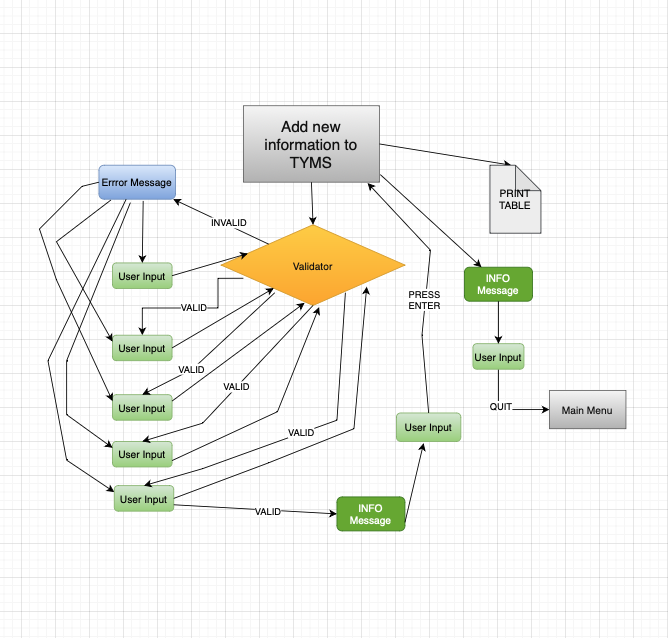 Add new
information to
TYMS
Errror Message
PRINT
TABLE
INVALID
Validator
User Input
INFO
Message
PRESS
ENTER
VALID
User Input
User Input
VALID
VALID
User Input
QUIT
Main Menu
User Input
VALID
User Input
User Input
VALID
INFO
Message